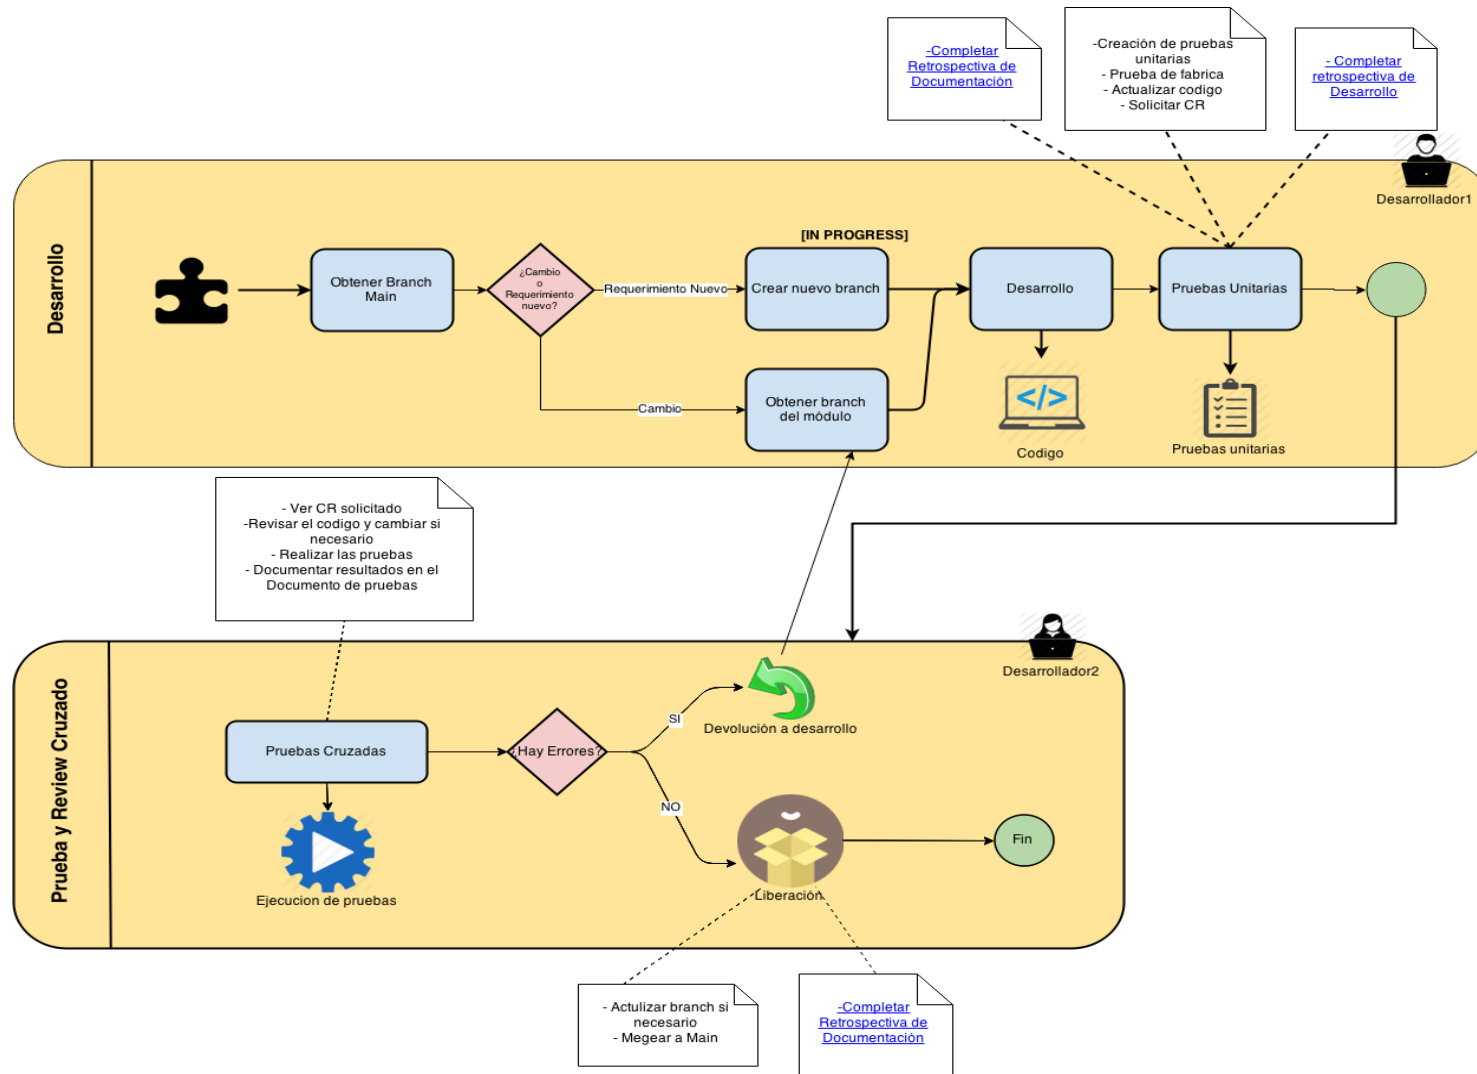 -Completar
Retrospectiva de
Documentación
-Creación de pruebas
unitarias
- Prueba de fabrica
- Actualizar codigo
- Solicitar CR
- Completar
retrospectiva de
Desarrollo
Desarrollador1
Desarrollo
[IN PROGRESS]
Obtener Branch
Main
¿Cambio
o
Requerimiento
nuevo?
Requerimiento Nuevo
Crear nuevo branch
Desarrollo
Pruebas Unitarias
Cambio
Obtener branch
del módulo
Codigo
Pruebas unitarias
- Ver CR solicitado
-Revisar el codigo y cambiar si
necesario
- Realizar las pruebas
- Documentar resultados en el
Documento de pruebas
Desarrollador2
Prueba y Review Cruzado
Pruebas Cruzadas
¿Hay Errores?
SI
Devolución a desarrollo
NO
Ejecucion de pruebas
Liberación
Fin
- Actulizar branch si
necesario
- Megear a Main
-Completar
Retrospectiva de
Documentación